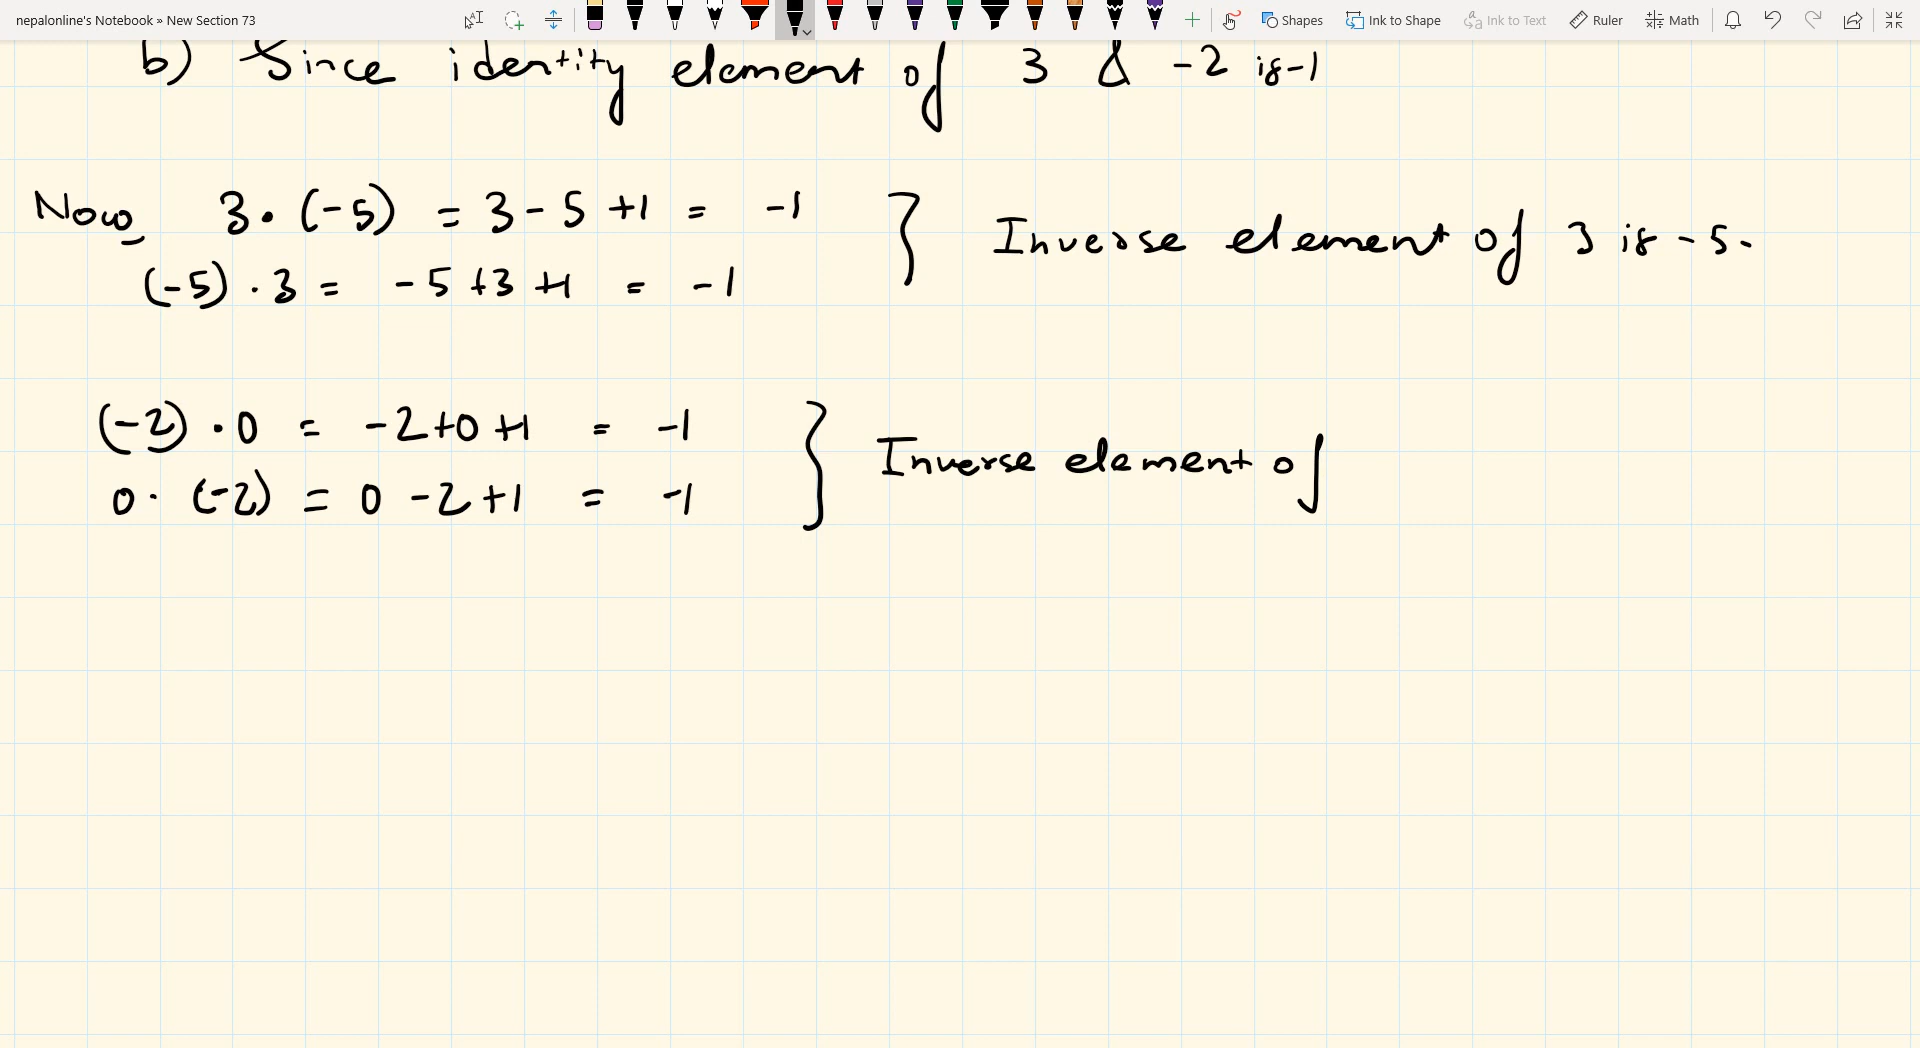 nepalonline's Notebook » New Section 73
Shapes Ink to Shape Ink to Text Ruler Math
b) Since identity element of 3 & -2 is -1
Now, 3 • (-5) = 3 - 5 + 1 = -1 } Inverse element of 3 is -5.
(-5) · 3 = -5 + 3 + 1 = -1
(-2) · 0 = -2 + 0 + 1 = -1 } Inverse element of
0 · (-2) = 0 - 2 + 1 = -1